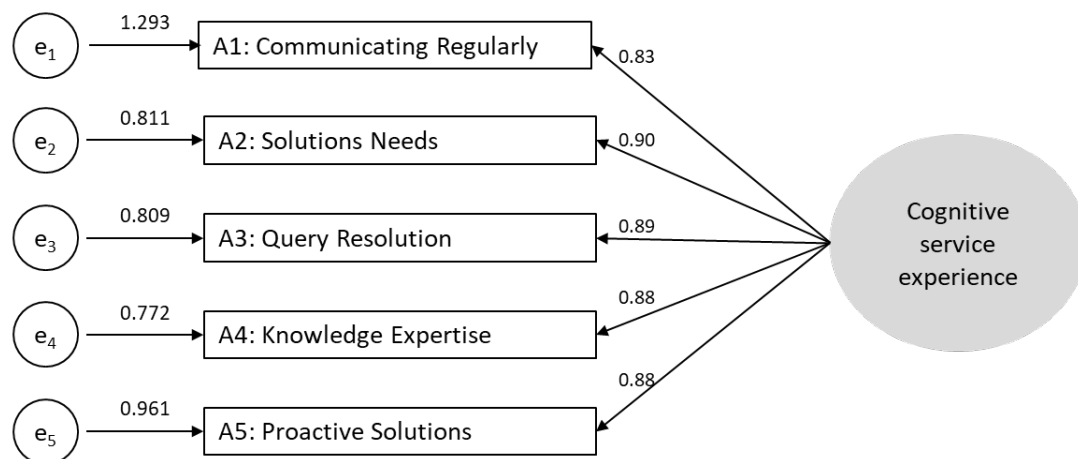 e1 1.293 A1: Communicating Regularly 0.83
e2 0.811 A2: Solutions Needs 0.90
e3 0.809 A3: Query Resolution 0.89
e4 0.772 A4: Knowledge Expertise 0.88
e5 0.961 A5: Proactive Solutions 0.88
Cognitive
service
experience